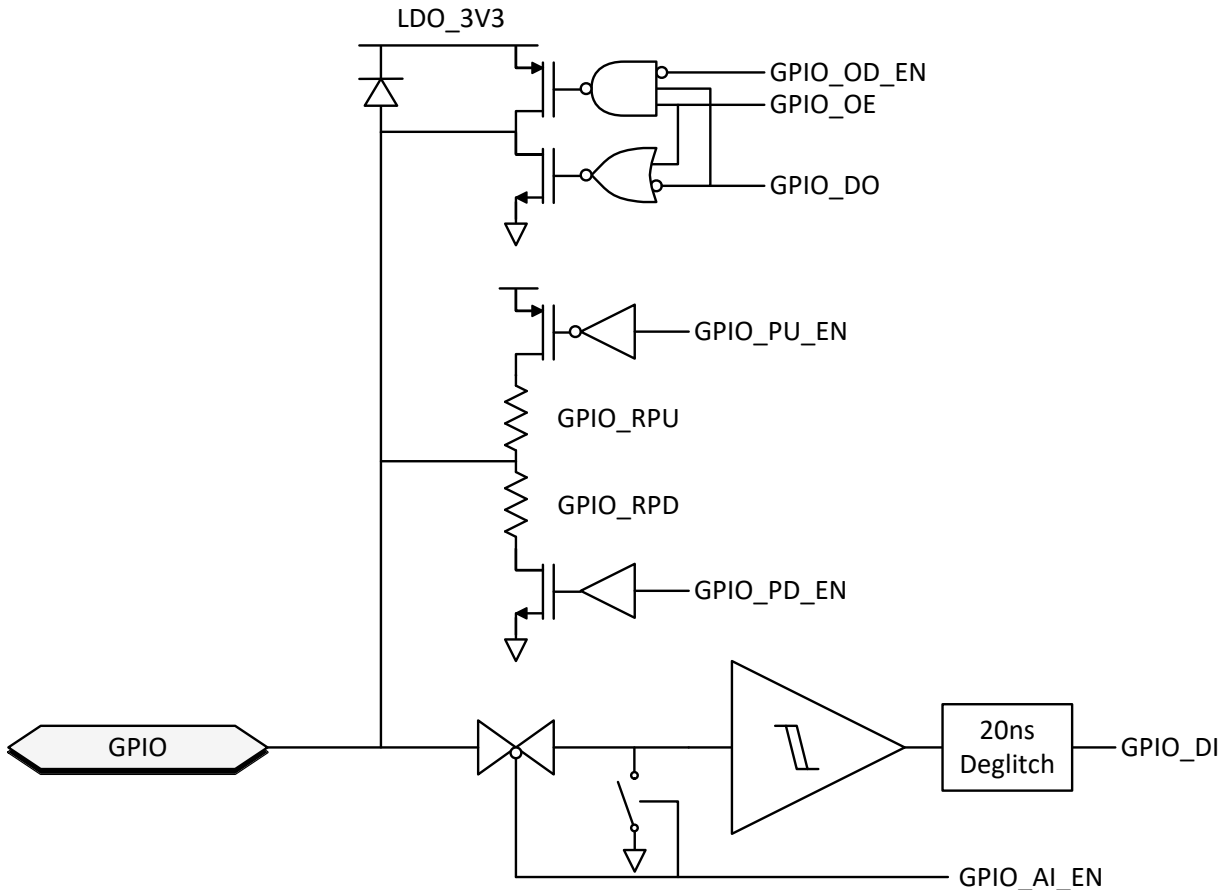 LDO_3V3
GPIO_OD_EN
GPIO_OE
GPIO_DO
GPIO_PU_EN
GPIO_RPU
GPIO_RPD
GPIO_PD_EN
GPIO
20ns
Deglitch
GPIO_DI
GPIO_AI_EN